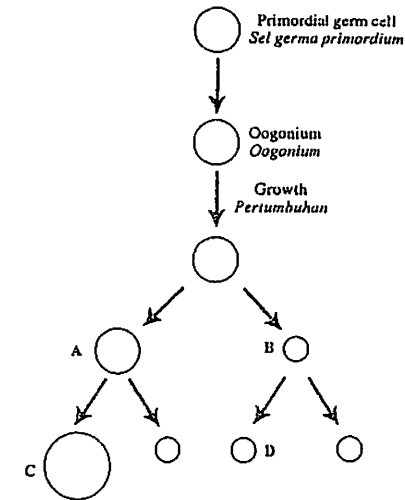 Primordial germ cell
Sel germa primordium
Oogonium
Oogonium
Growth
Pertumbuhan
A
B
C
D